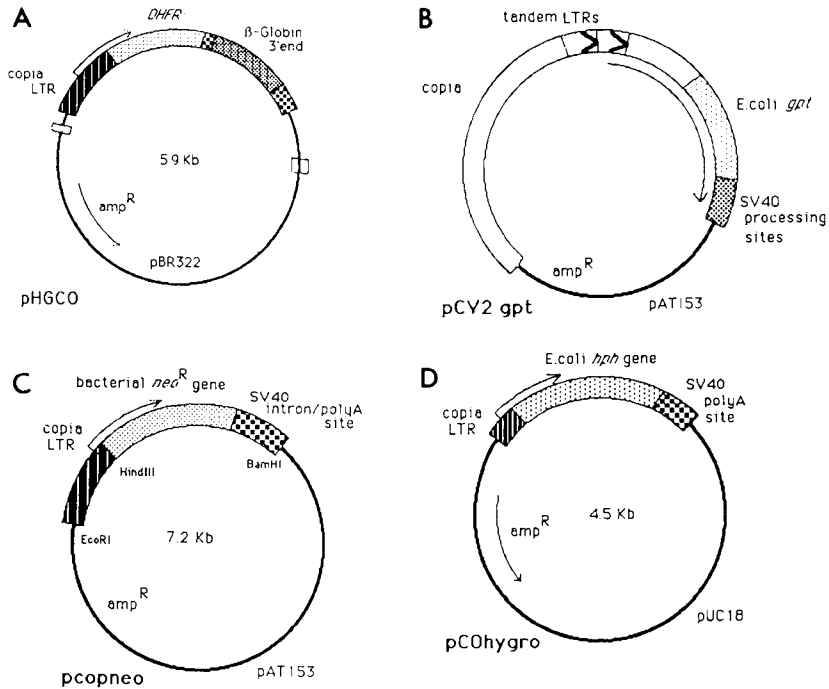 A
DHFR
β-Globin
3'end
copia
LTR
5.9 Kb
amp R
pBR322
pHGCO
B
tandem LTRs
copia
E.coli gpt
SV40
processing
sites
amp R
pAT153
pCY2 gpt
C
bacterial neo R gene
SV40
intron/polyA
site
copia
LTR
HindIII
BamHI
EcoRI
7.2 Kb
amp R
pAT153
pcopneo
D
E.coli hph gene
SV40
polyA
site
copia
LTR
4.5 Kb
amp R
pUC18
pCOhygro